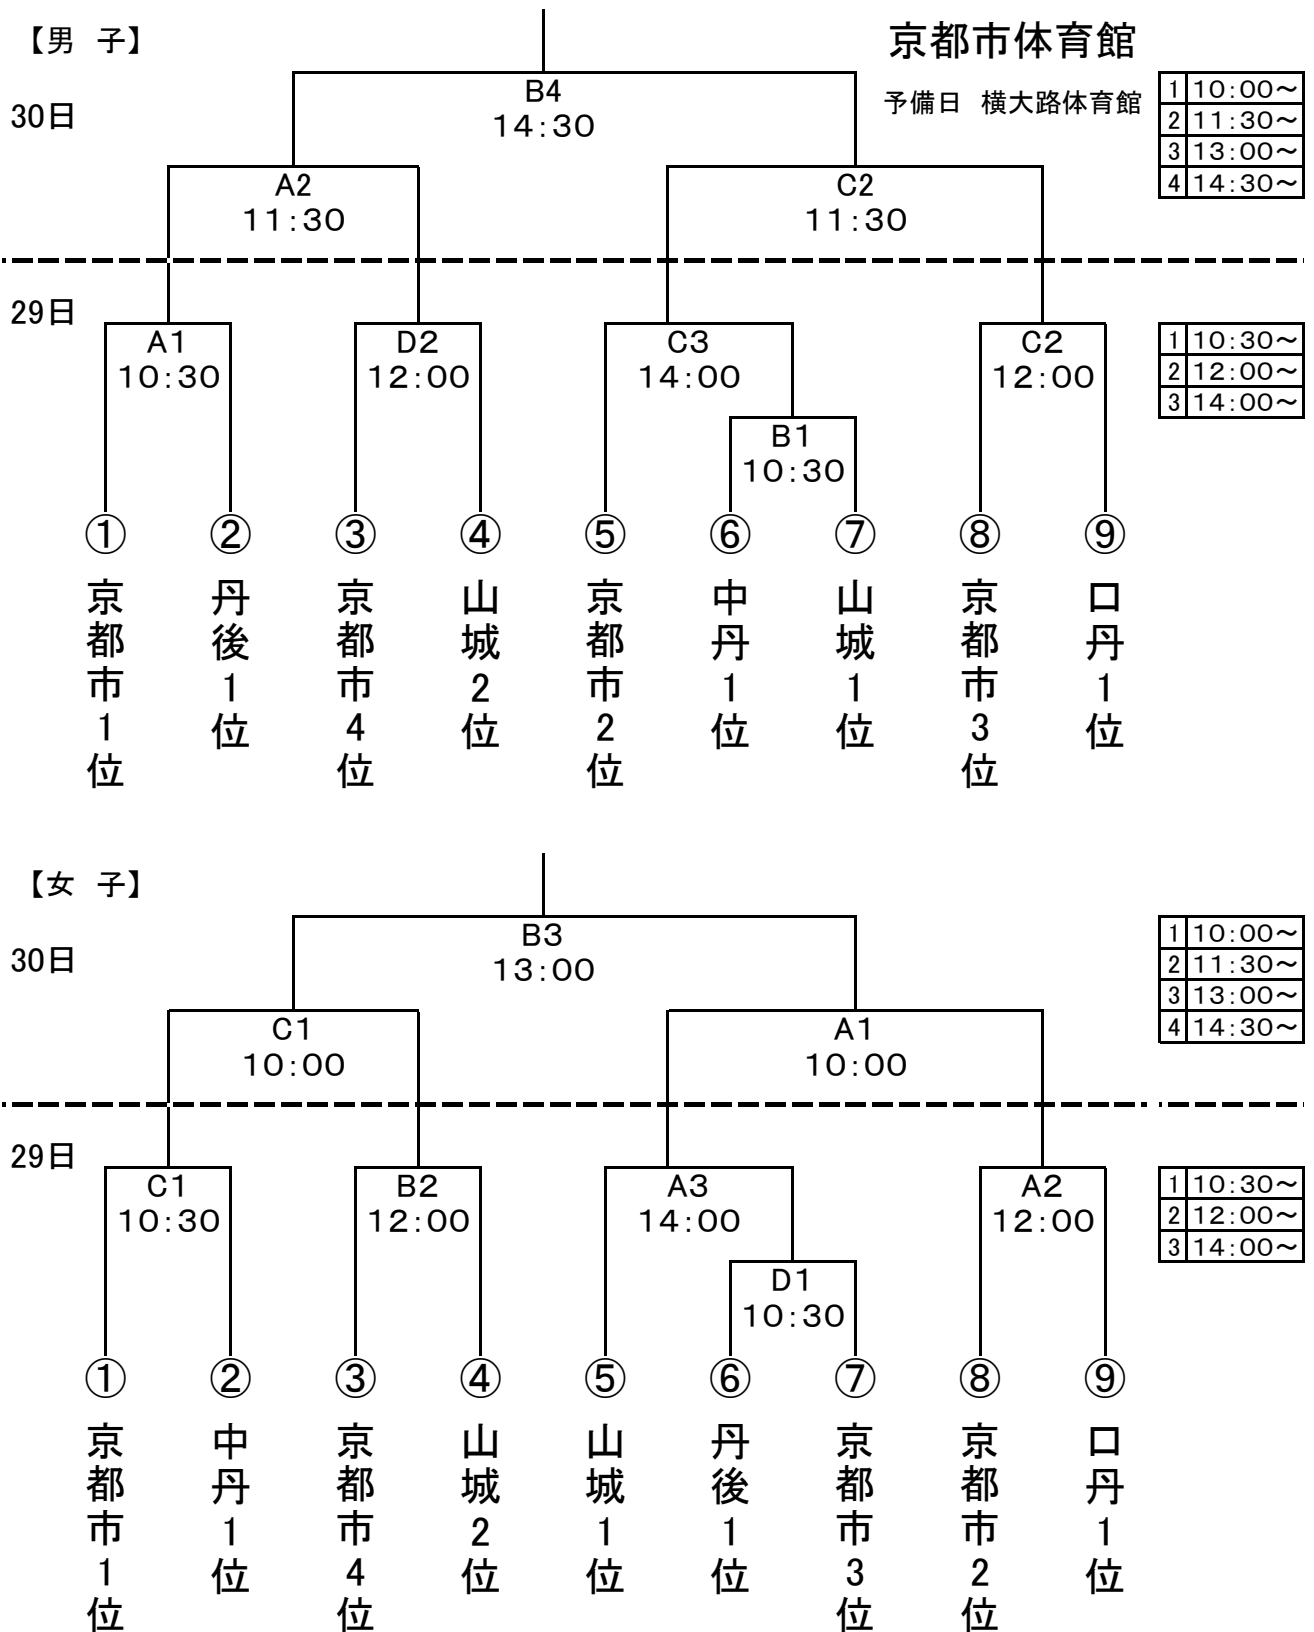 【男 子】
京都市体育館
予備日 横大路体育館
30日
B4
14:30
1 10:00～
2 11:30～
3 13:00～
4 14:30～
A2
11:30
C2
11:30
29日
A1
10:30
D2
12:00
C3
14:00
C2
12:00
1 10:30～
2 12:00～
3 14:00～
B1
10:30
① ② ③ ④ ⑤ ⑥ ⑦ ⑧ ⑨
京都市1位
丹後1位
京都市4位
山城2位
京都市2位
中丹1位
山城1位
京都市3位
口丹1位
【女 子】
30日
B3
13:00
1 10:00～
2 11:30～
3 13:00～
4 14:30～
C1
10:00
A1
10:00
29日
C1
10:30
B2
12:00
A3
14:00
A2
12:00
1 10:30～
2 12:00～
3 14:00～
D1
10:30
① ② ③ ④ ⑤ ⑥ ⑦ ⑧ ⑨
京都市1位
中丹1位
京都市4位
山城2位
山城1位
丹後1位
京都市3位
京都市2位
口丹1位